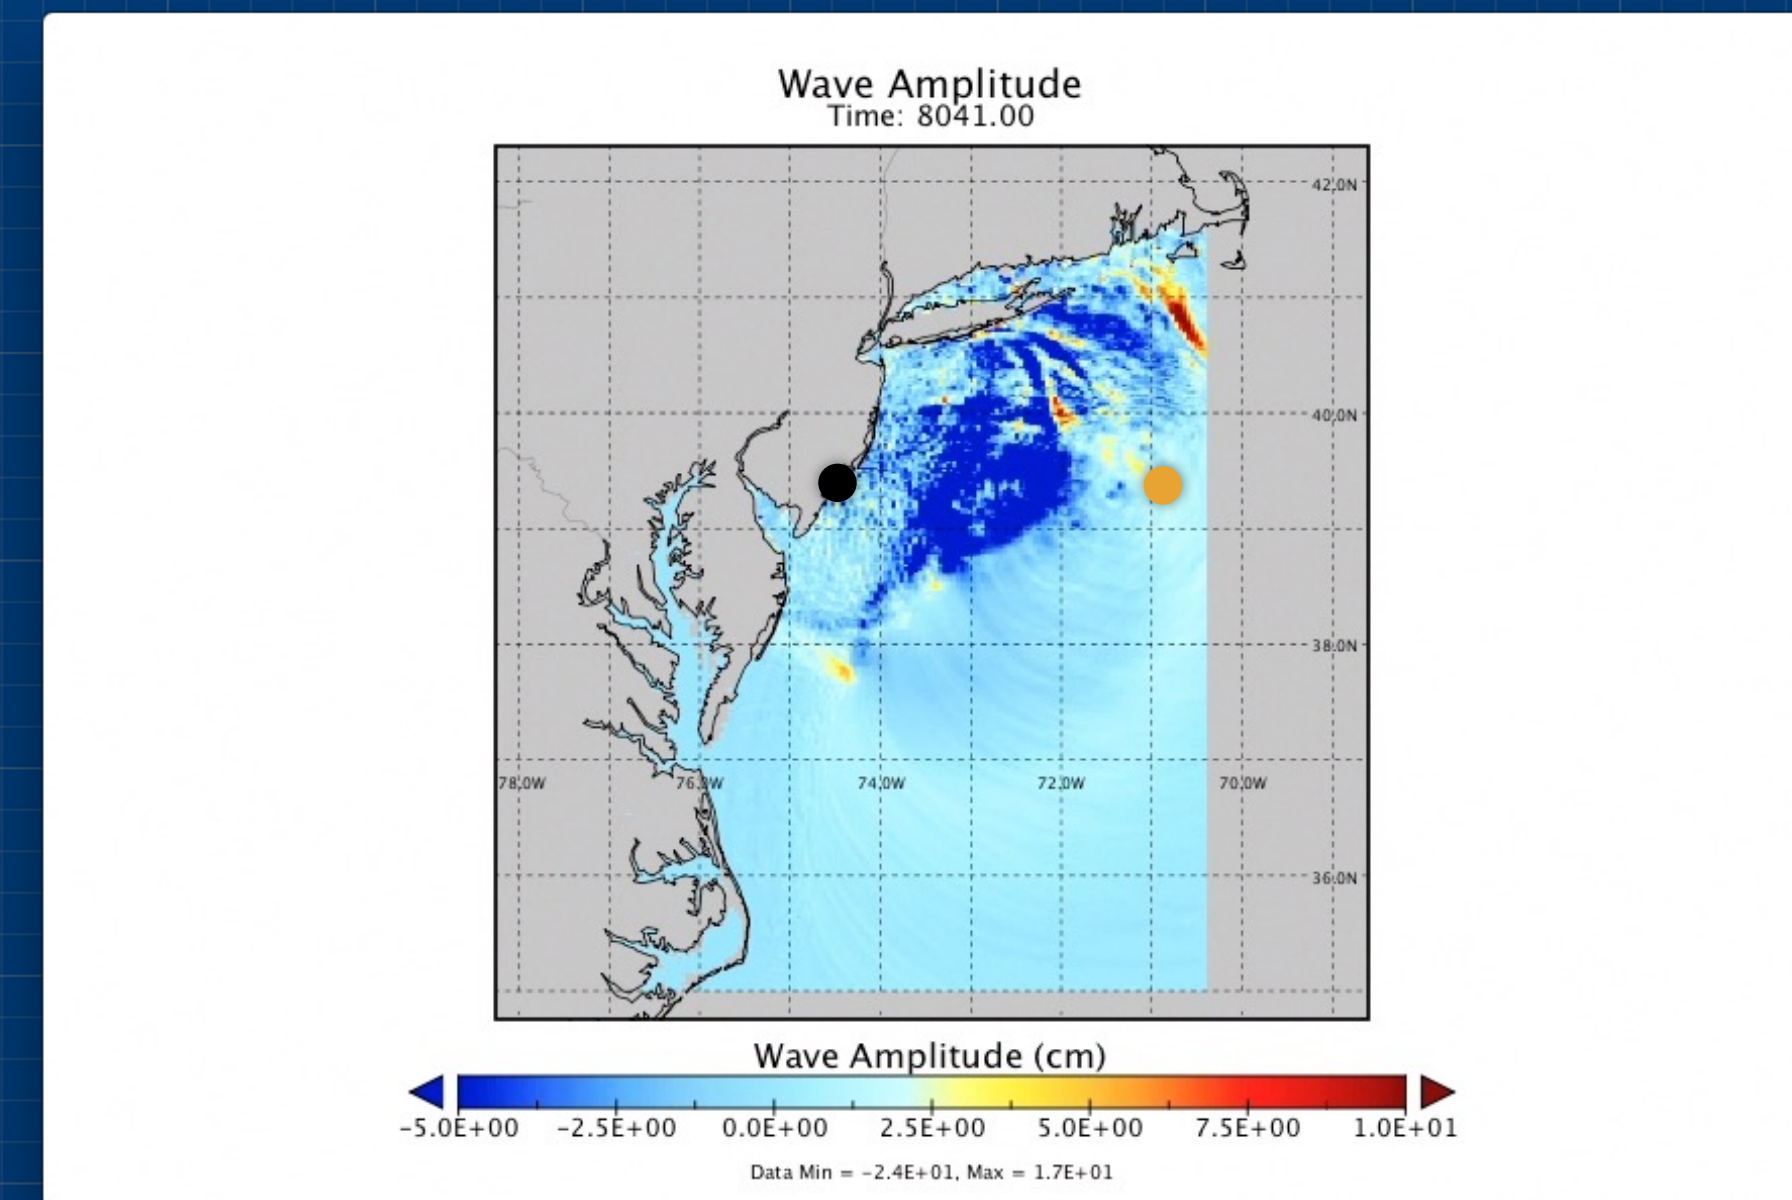 Wave Amplitude
Time: 8041.00
42.0N
40.0N
38.0N
78.0W 76.0W 74.0W 72.0W 70.0W
36.0N
Wave Amplitude (cm)
-5.0E+00 -2.5E+00 0.0E+00 2.5E+00 5.0E+00 7.5E+00 1.0E+01
Data Min = -2.4E+01, Max = 1.7E+01